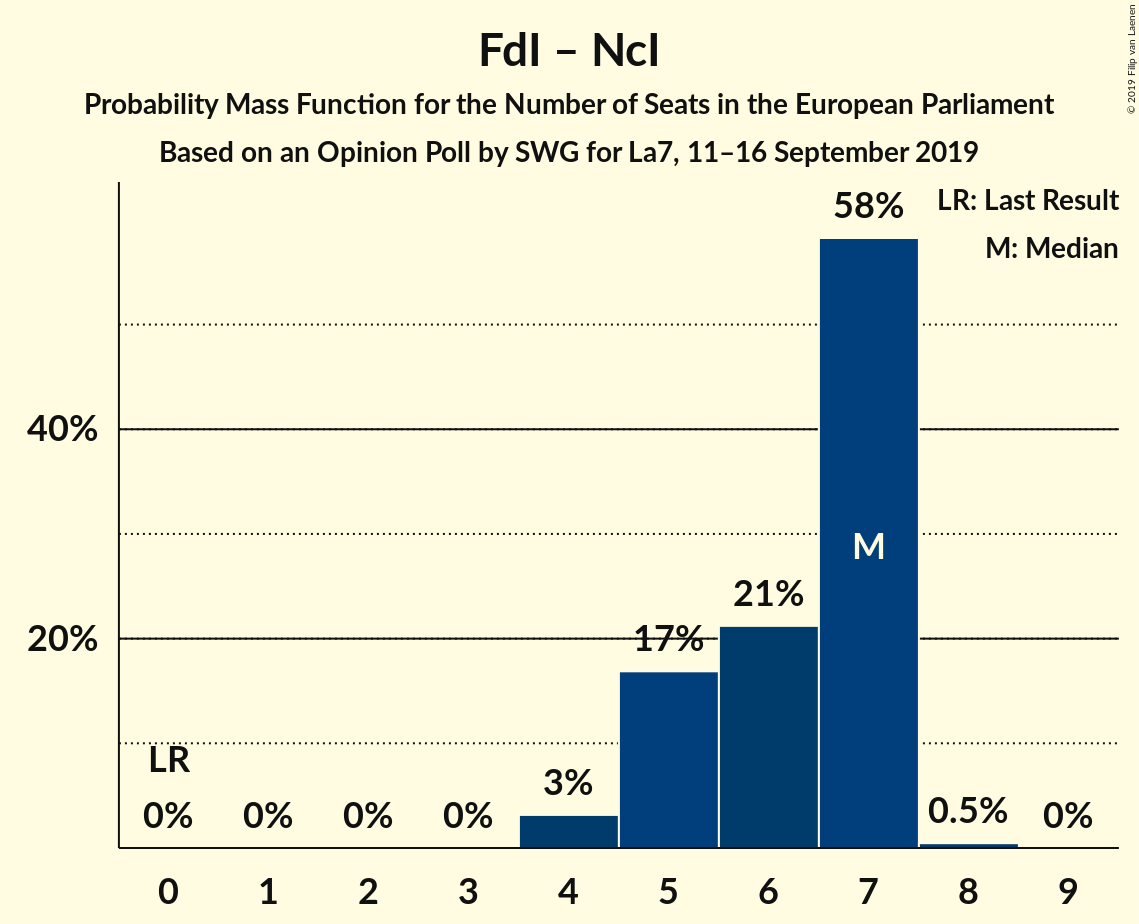 FdI – NcI
Probability Mass Function for the Number of Seats in the European Parliament
Based on an Opinion Poll by SWG for La7, 11–16 September 2019
© 2019 Filip van Laenen
LR: Last Result
M: Median
58%
40%
M
21%
20%
17%
LR
3%
0%
0%
0%
0%
0.5%
0%
0 1 2 3 4 5 6 7 8 9